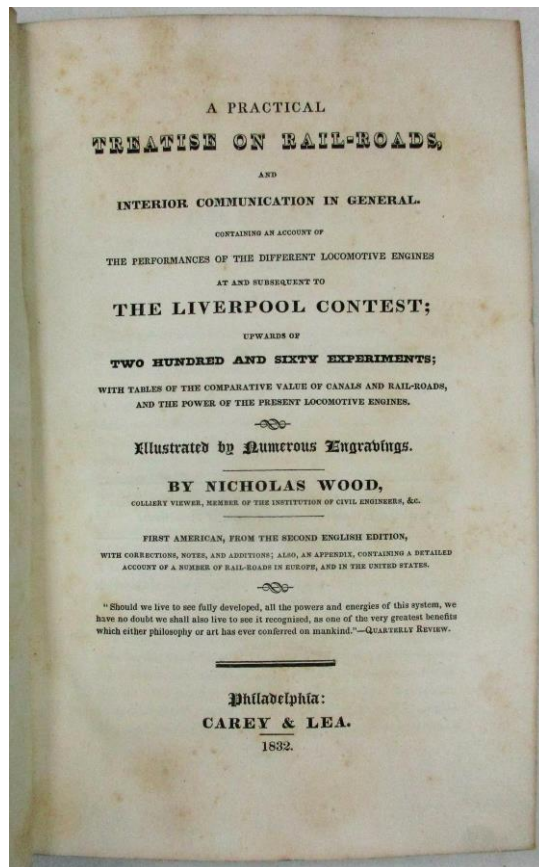 A PRACTICAL
TREATISE ON RAIL-ROADS,
AND
INTERIOR COMMUNICATION IN GENERAL.
CONTAINING AN ACCOUNT OF
THE PERFORMANCES OF THE DIFFERENT LOCOMOTIVE ENGINES
AT AND SUBSEQUENT TO
THE LIVERPOOL CONTEST;
UPWARDS OF
TWO HUNDRED AND SIXTY EXPERIMENTS;
WITH TABLES OF THE COMPARATIVE VALUE OF CANALS AND RAIL-ROADS,
AND THE POWER OF THE PRESENT LOCOMOTIVE ENGINES.
Illustrated by Numerous Engravings.
BY NICHOLAS WOOD,
COLLIERY VIEWER, MEMBER OF THE INSTITUTION OF CIVIL ENGINEERS, &C.
FIRST AMERICAN, FROM THE SECOND ENGLISH EDITION,
WITH CORRECTIONS, NOTES, AND ADDITIONS; ALSO, AN APPENDIX, CONTAINING A DETAILED
ACCOUNT OF A NUMBER OF RAIL-ROADS IN EUROPE, AND IN THE UNITED STATES.
"Should we live to see fully developed, all the powers and energies of this system, we
have no doubt we shall also live to see it recognised, as one of the very greatest benefits
which either philosophy or art has ever conferred on mankind."—QUARTERLY REVIEW.
Philadelphia:
CAREY & LEA.
1832.